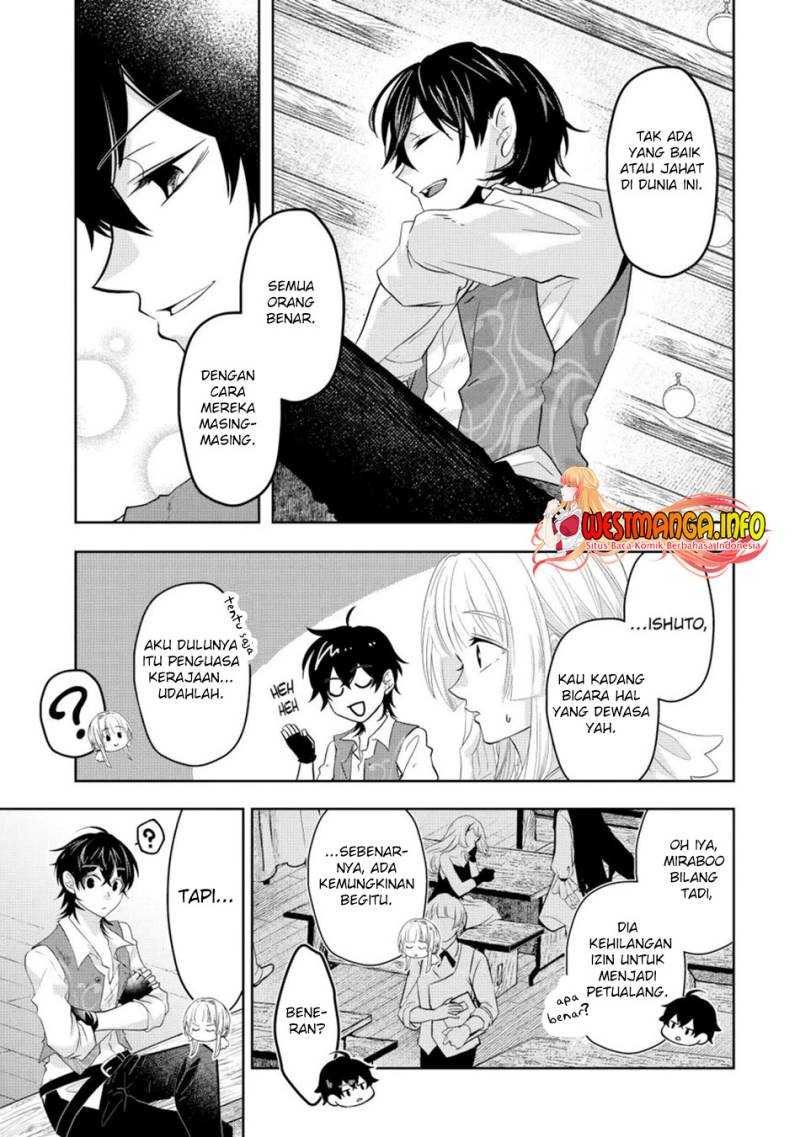 TAK ADA
YANG BAIK
ATAU JAHAT
DI DUNIA INI.
SEMUA
ORANG
BENAR.
DENGAN
CARA
MEREKA
MASING-
MASING.
WESTMANGA.INFO
Situs Baca Komik Berbahasa Indonesia
...ISHUTO,
KAU KADANG
BICARA HAL
YANG DEWASA
YAH.
HEH
HEH
tentu saja
AKU DULUNYA
ITU PENGUASA
KERAJAAN...
UDAHLAH.
?
OH IYA,
MIRABOO
BILANG
TADI,
DIA
KEHILANGAN
IZIN UNTUK
MENJADI
PETUALANG.
apa
benar?
...SEBENAR-
NYA, ADA
KEMUNGKINAN
BEGITU.
BENE-
RAN?
TAPI...
?